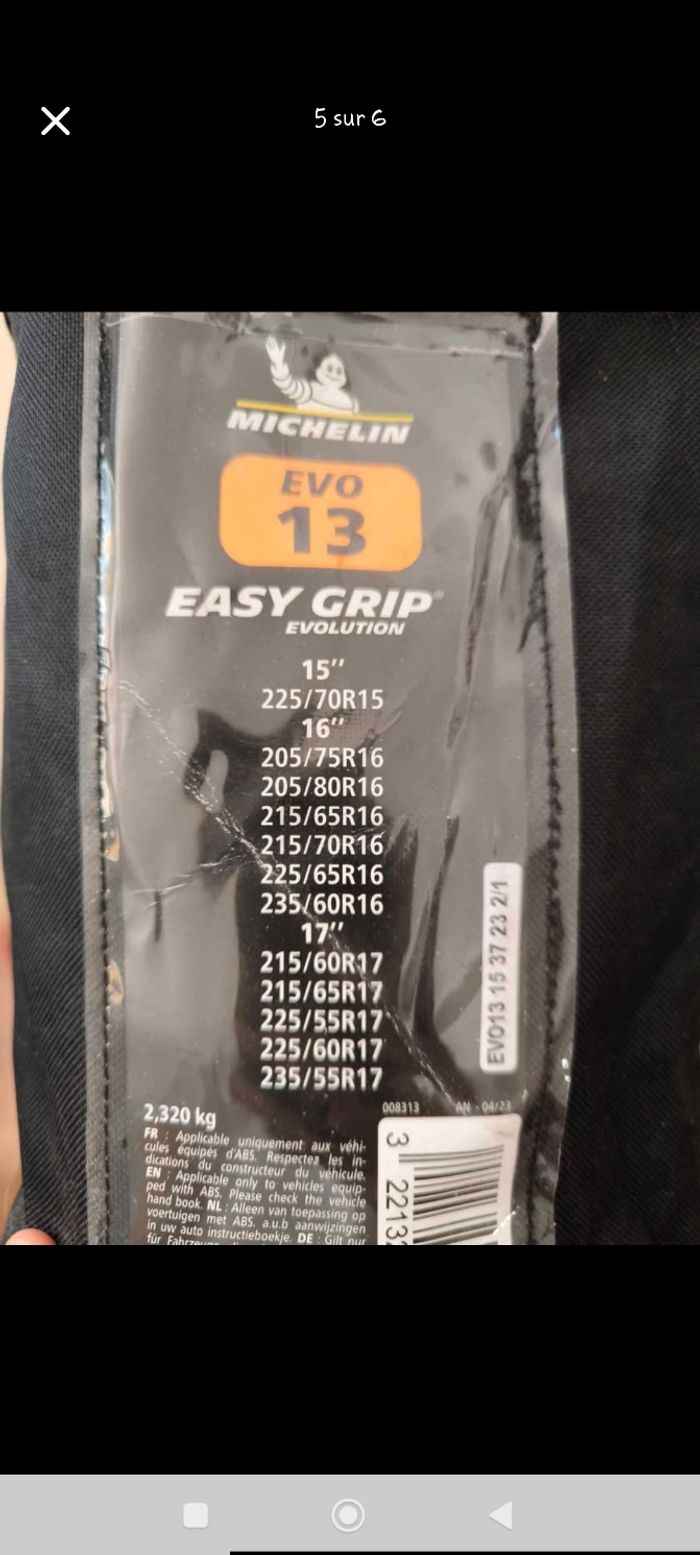 5 sur 6
MICHELIN
EVO
13
EASY GRIP®
EVOLUTION
15’’
225/70R15
16’’
205/75R16
205/80R16
215/65R16
215/70R16
225/65R16
235/60R16
17’’
215/60R17
215/65R17
225/55R17
225/60R17
235/55R17
EVO13 15 37 23 2/1
2,320 kg
008313 AN - 04/23
FR : Applicable uniquement aux véhi-
cules équipés d'ABS. Respectez les in-
dications du constructeur du véhicule.
EN : Applicable only to vehicles equip-
ped with ABS. Please check the vehicle
hand book. NL : Alleen van toepassing op
voertuigen met ABS. a.u.b aanwijzingen
in uw auto instructieboekje. DE : Gilt nur
für
3 22132